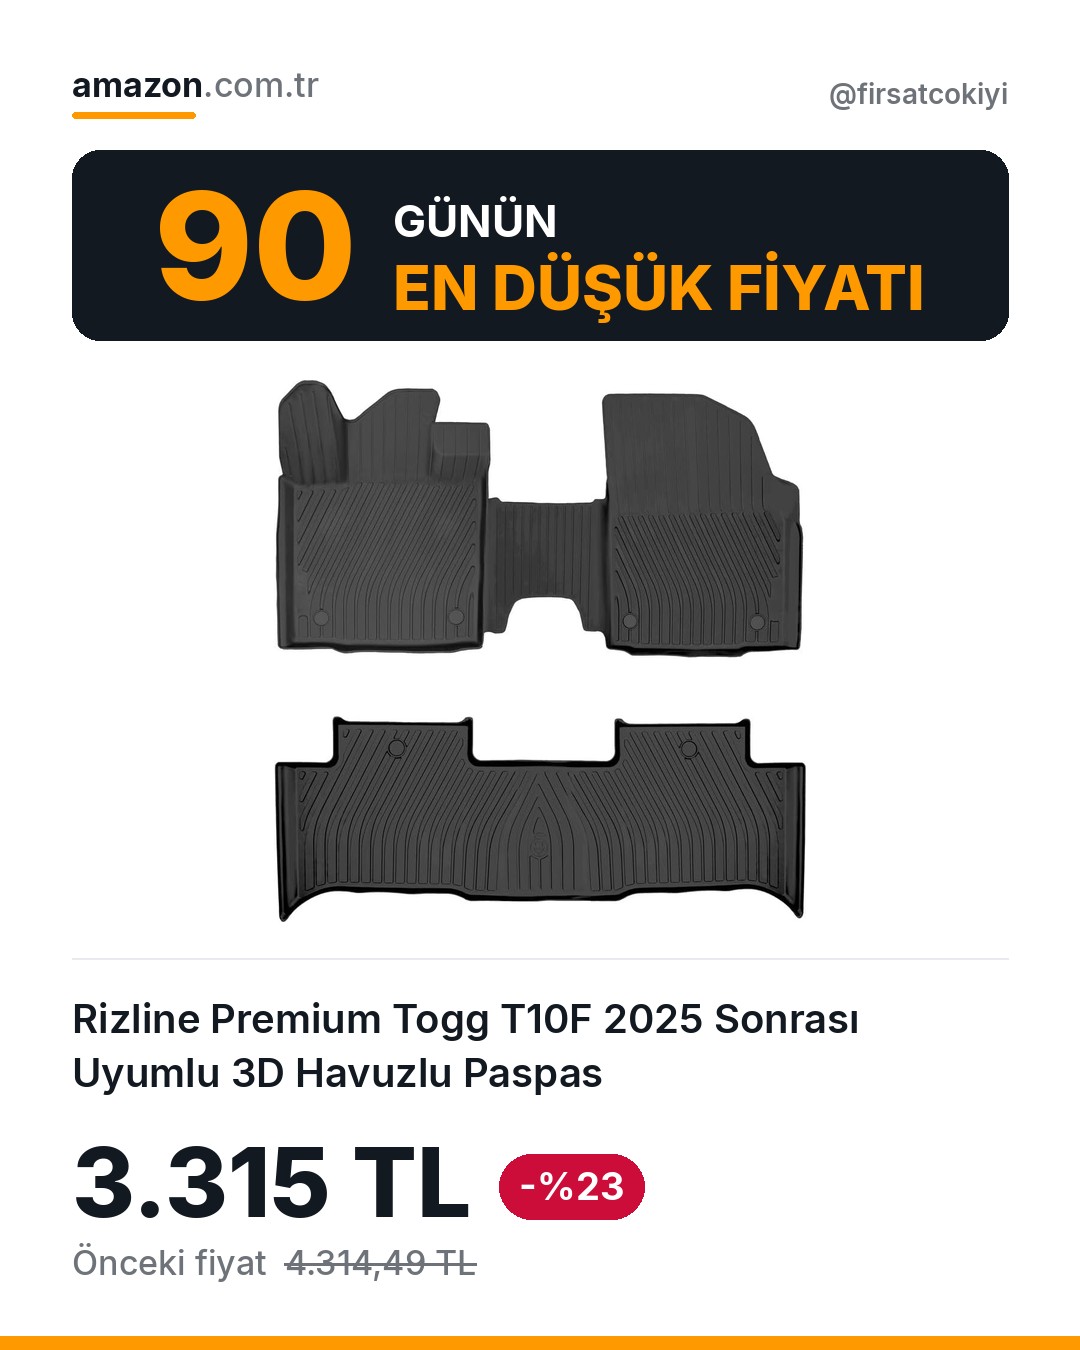 amazon.com.tr
@firsatcokiyi
90
GÜNÜN
EN DÜŞÜK FİYATI
Rizline Premium Togg T10F 2025 Sonrası
Uyumlu 3D Havuzlu Paspas
3.315 TL
-%23
Önceki fiyat 4.314,49 TL